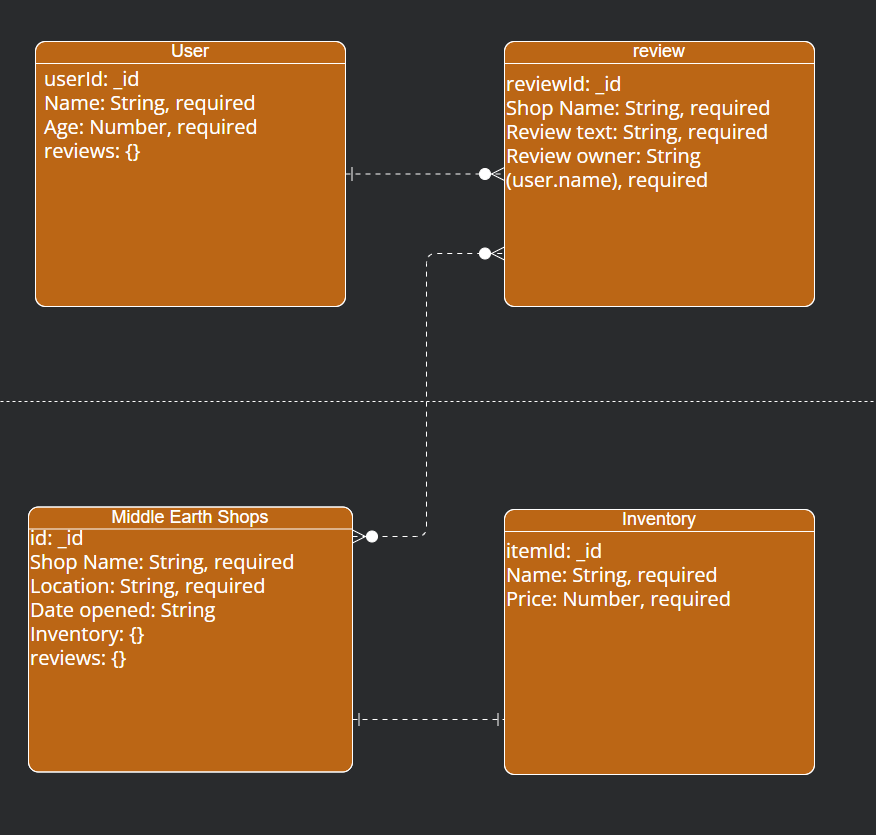 User
userId: _id
Name: String, required
Age: Number, required
reviews: {}
review
reviewId: _id
Shop Name: String, required
Review text: String, required
Review owner: String
(user.name), required
Middle Earth Shops
id: _id
Shop Name: String, required
Location: String, required
Date opened: String
Inventory: {}
reviews: {}
Inventory
itemId: _id
Name: String, required
Price: Number, required